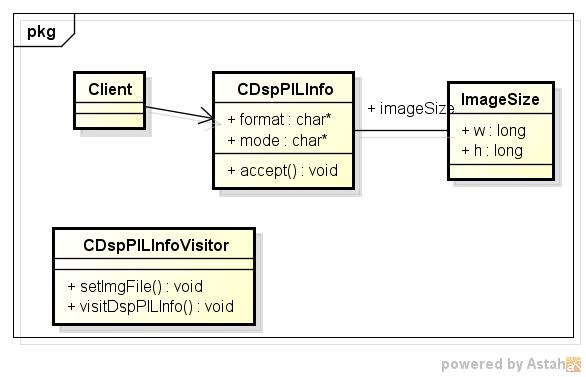 pkg
Client
CDspPILInfo
+ format : char*
+ mode : char*
+ accept() : void
+ imageSize
ImageSize
+ w : long
+ h : long
CDspPILInfoVisitor
+ setImgFile() : void
+ visitDspPILInfo() : void
powered by Astah